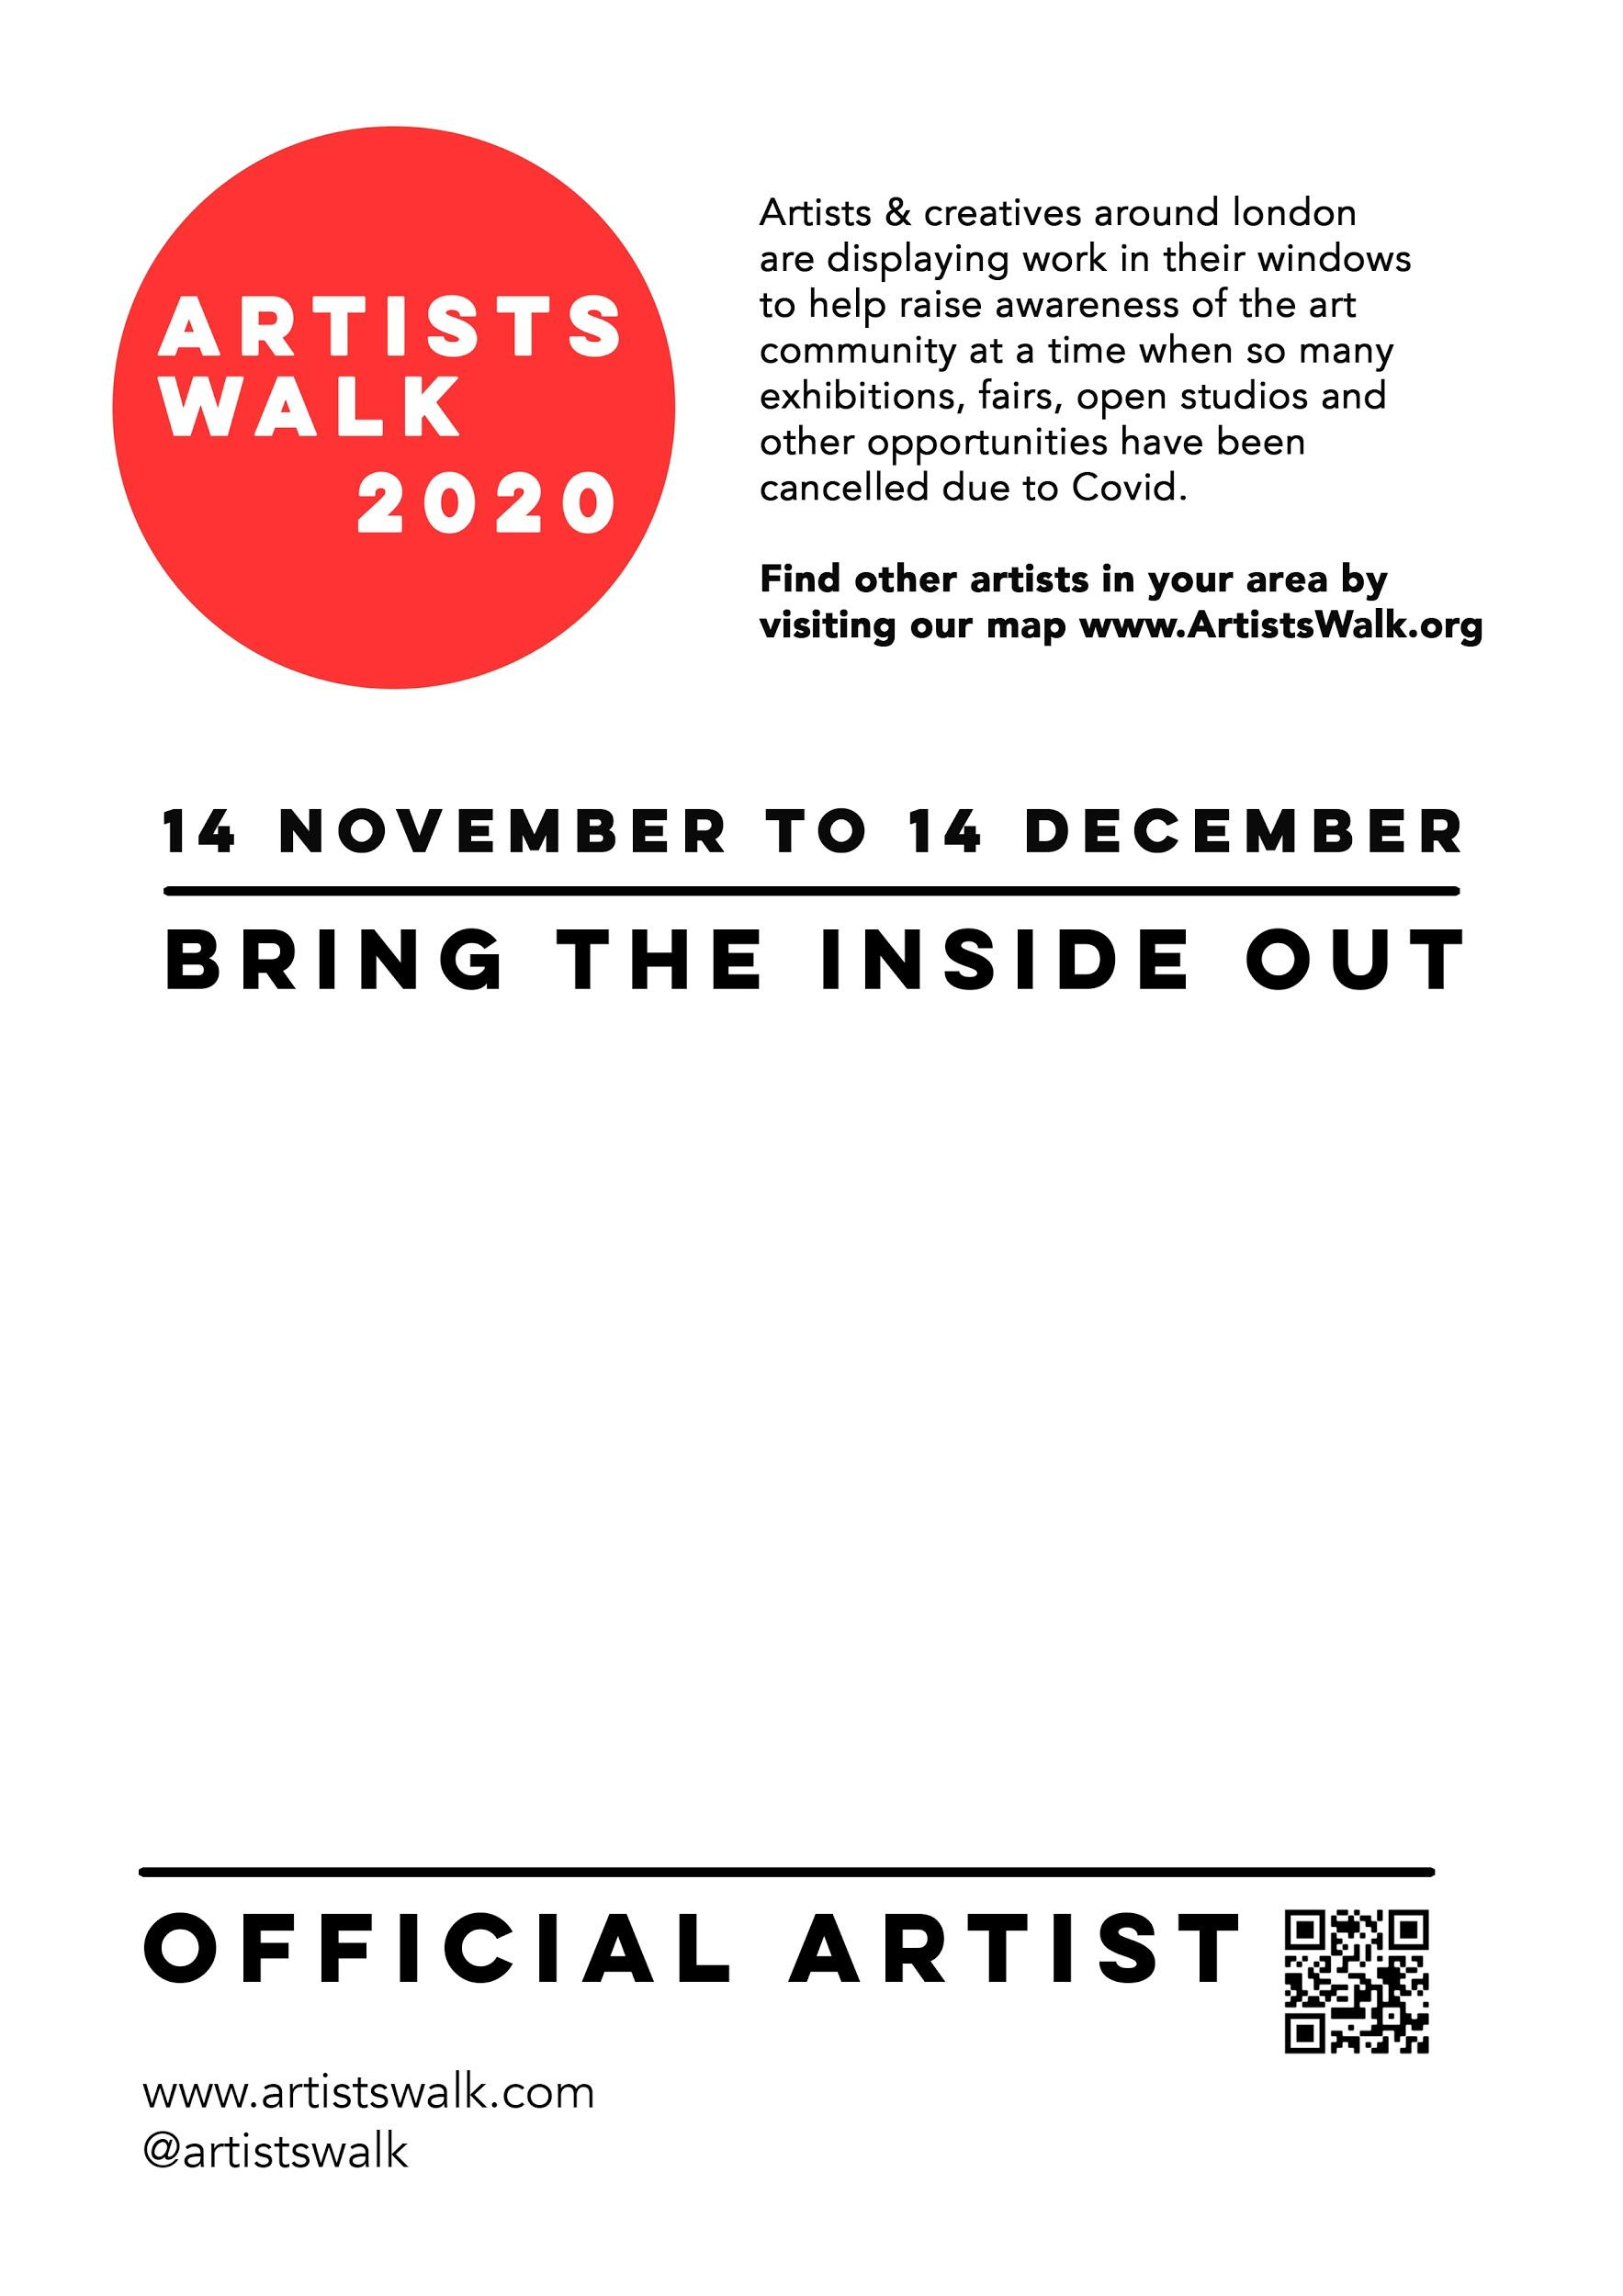 ARTISTS
WALK
2020
Artists & creatives around london
are displaying work in their windows
to help raise awareness of the art
community at a time when so many
exhibitions, fairs, open studios and
other opportunities have been
cancelled due to Covid.
Find other artists in your area by
visiting our map www.ArtistsWalk.org
14 NOVEMBER TO 14 DECEMBER
BRING THE INSIDE OUT
OFFICIAL ARTIST
www.artistswalk.com
@artistswalk